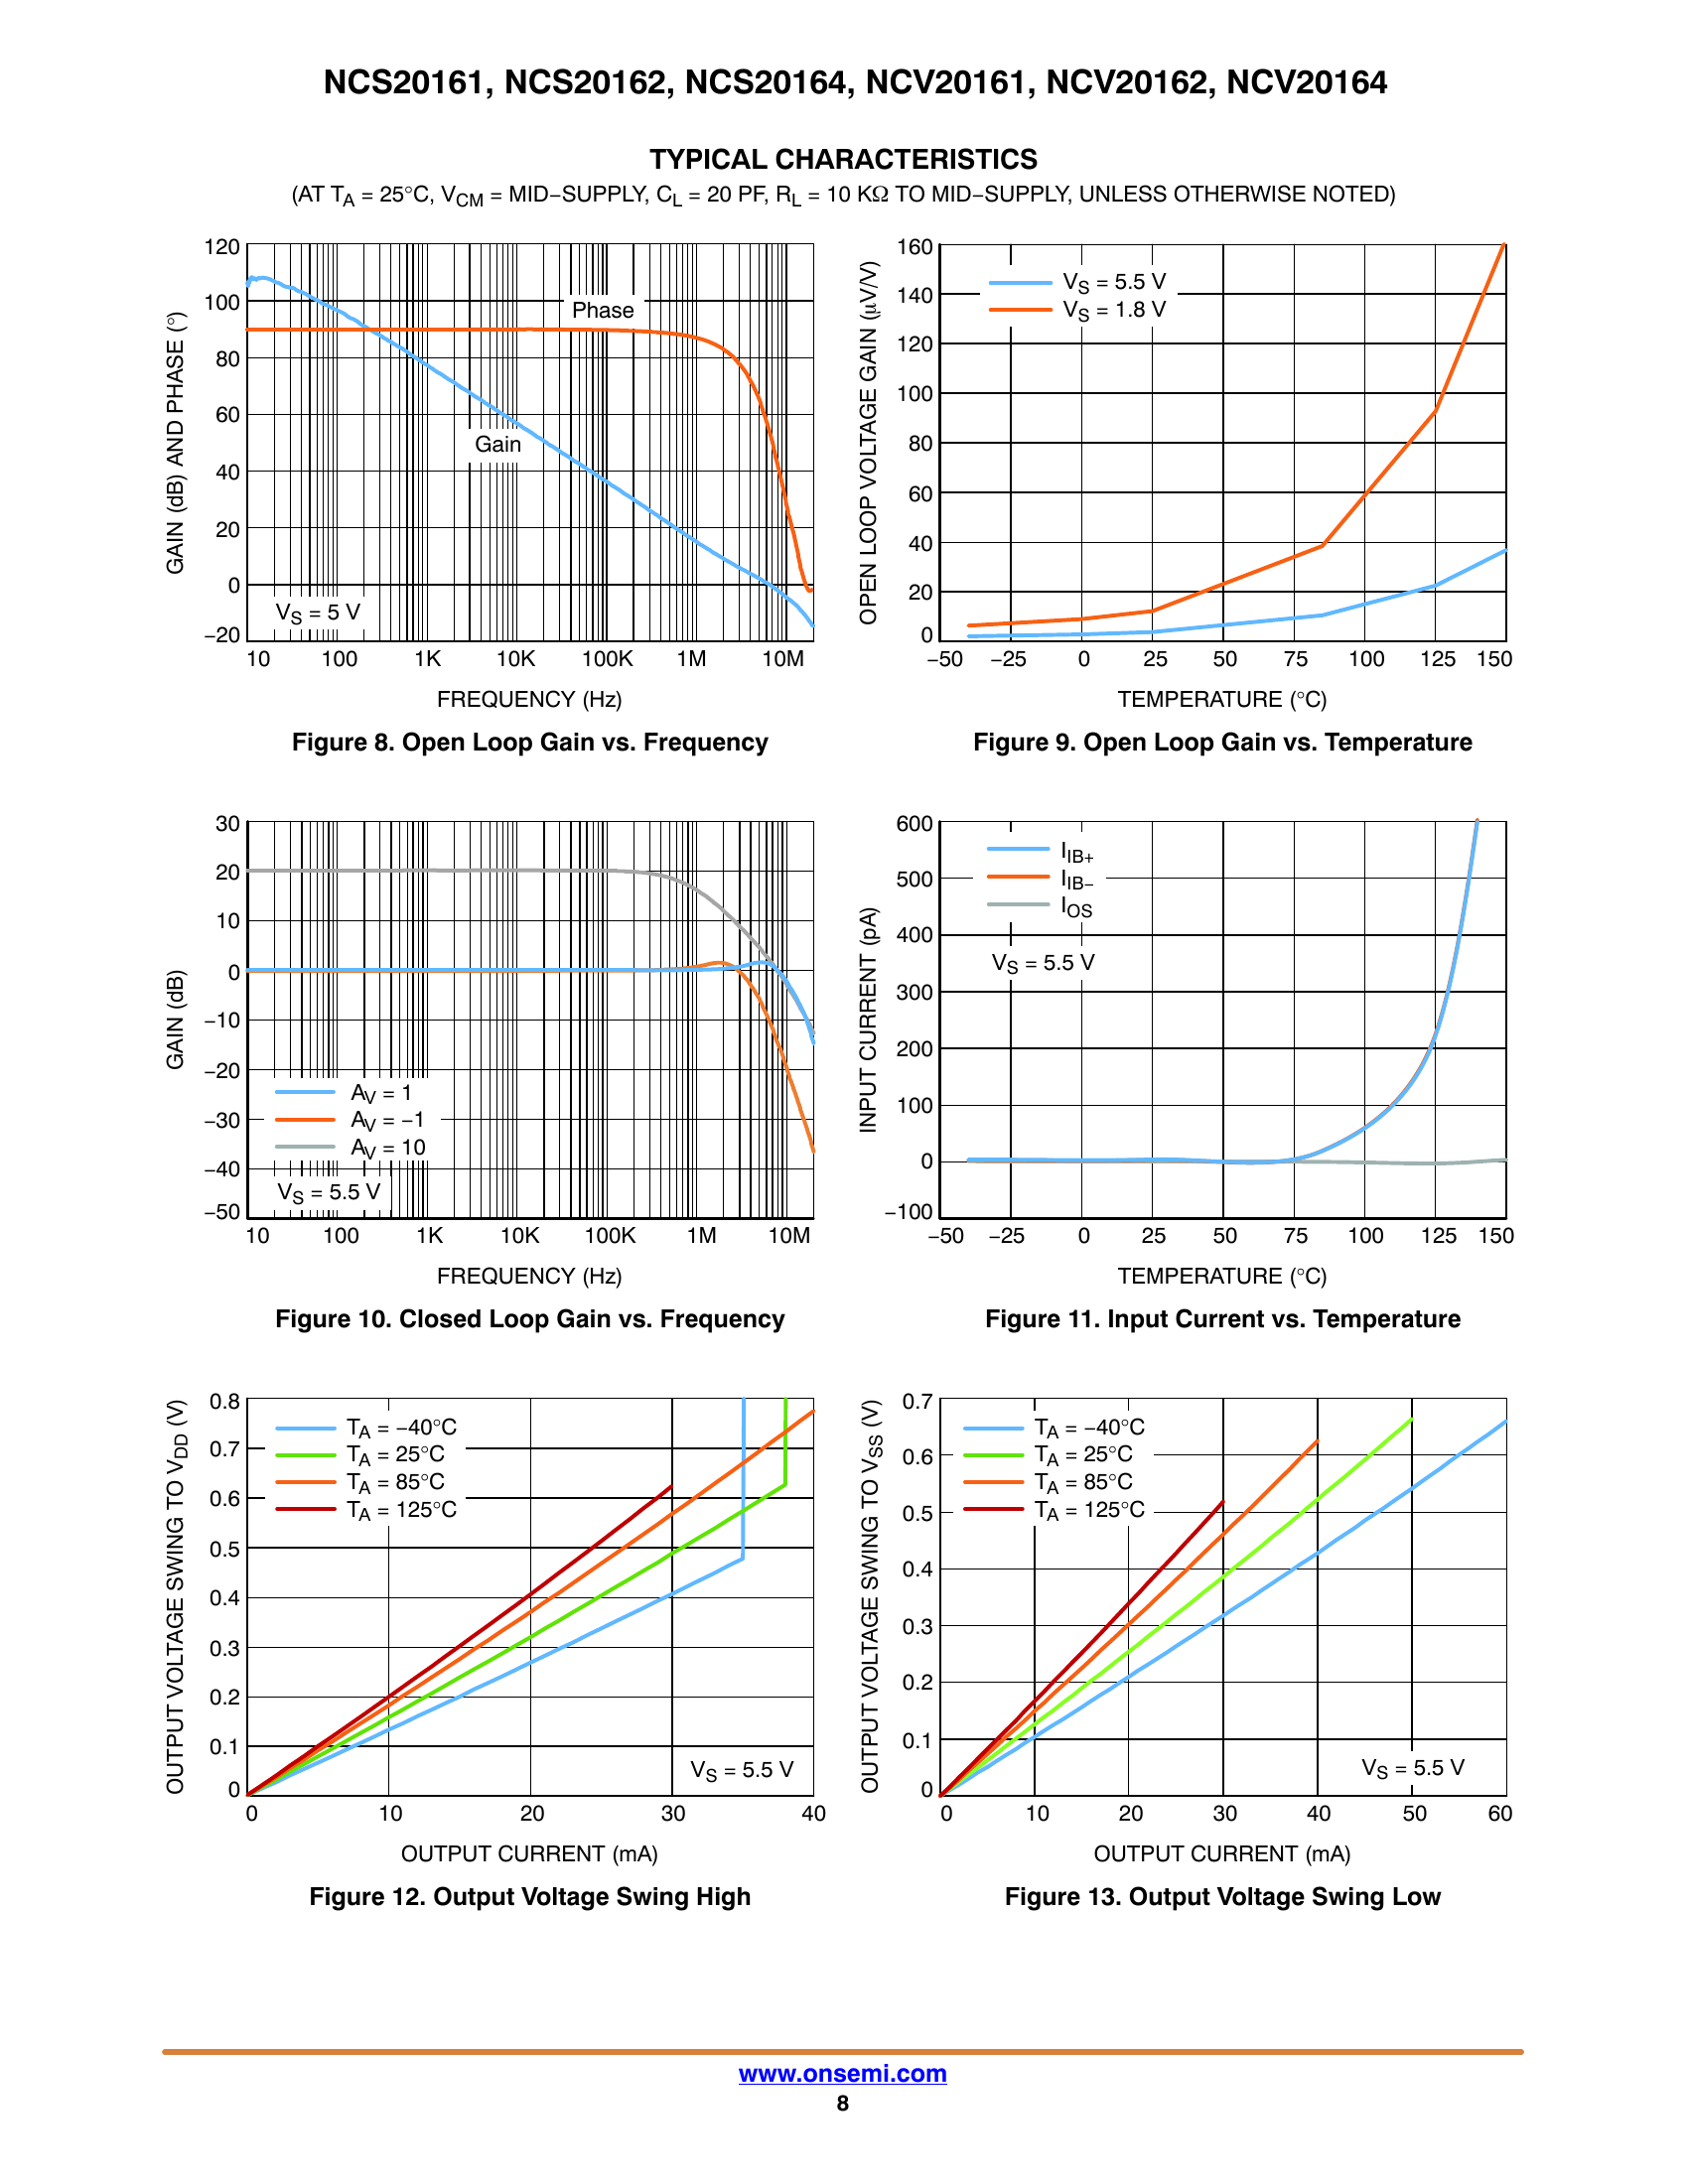 NCS20161, NCS20162, NCS20164, NCV20161, NCV20162, NCV20164
TYPICAL CHARACTERISTICS
(AT TA = 25°C, VCM = MID−SUPPLY, CL = 20 PF, RL = 10 KΩ TO MID−SUPPLY, UNLESS OTHERWISE NOTED)
GAIN (dB) AND PHASE (°)
120
100
80
60
40
20
0
−20
Phase
Gain
VS = 5 V
10 100 1K 10K 100K 1M 10M
FREQUENCY (Hz)
Figure 8. Open Loop Gain vs. Frequency
OPEN LOOP VOLTAGE GAIN (μV/V)
160
140
120
100
80
60
40
20
0
VS = 5.5 V
VS = 1.8 V
−50 −25 0 25 50 75 100 125 150
TEMPERATURE (°C)
Figure 9. Open Loop Gain vs. Temperature
GAIN (dB)
30
20
10
0
−10
−20
−30
−40
−50
AV = 1
AV = −1
AV = 10
VS = 5.5 V
10 100 1K 10K 100K 1M 10M
FREQUENCY (Hz)
Figure 10. Closed Loop Gain vs. Frequency
INPUT CURRENT (pA)
600
500
400
300
200
100
0
−100
IIB+
IIB−
IOS
VS = 5.5 V
−50 −25 0 25 50 75 100 125 150
TEMPERATURE (°C)
Figure 11. Input Current vs. Temperature
OUTPUT VOLTAGE SWING TO VDD (V)
0.8
0.7
0.6
0.5
0.4
0.3
0.2
0.1
0
TA = −40°C
TA = 25°C
TA = 85°C
TA = 125°C
VS = 5.5 V
0 10 20 30 40
OUTPUT CURRENT (mA)
Figure 12. Output Voltage Swing High
OUTPUT VOLTAGE SWING TO VSS (V)
0.7
0.6
0.5
0.4
0.3
0.2
0.1
0
TA = −40°C
TA = 25°C
TA = 85°C
TA = 125°C
VS = 5.5 V
0 10 20 30 40 50 60
OUTPUT CURRENT (mA)
Figure 13. Output Voltage Swing Low
www.onsemi.com
8